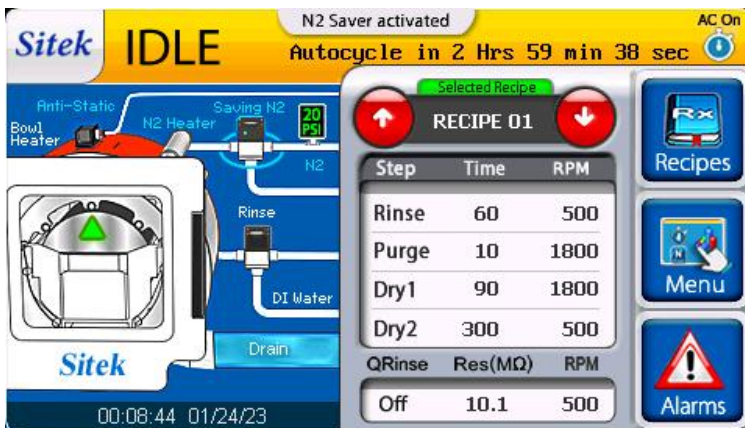 Sitek
IDLE
N2 Saver activated
AC On
Autocycle in 2 Hrs 59 min 38 sec
Anti-Static
Bowl
Heater
N2 Heater
Saving N2
20
PSI
N2
Rinse
DI Water
Drain
Sitek
00:08:44 01/24/23
Selected Recipe
RECIPE 01
Step Time RPM
Rinse 60 500
Purge 10 1800
Dry1 90 1800
Dry2 300 500
QRinse Res(MΩ) RPM
Off 10.1 500
Rx
Recipes
N
Menu
Alarms